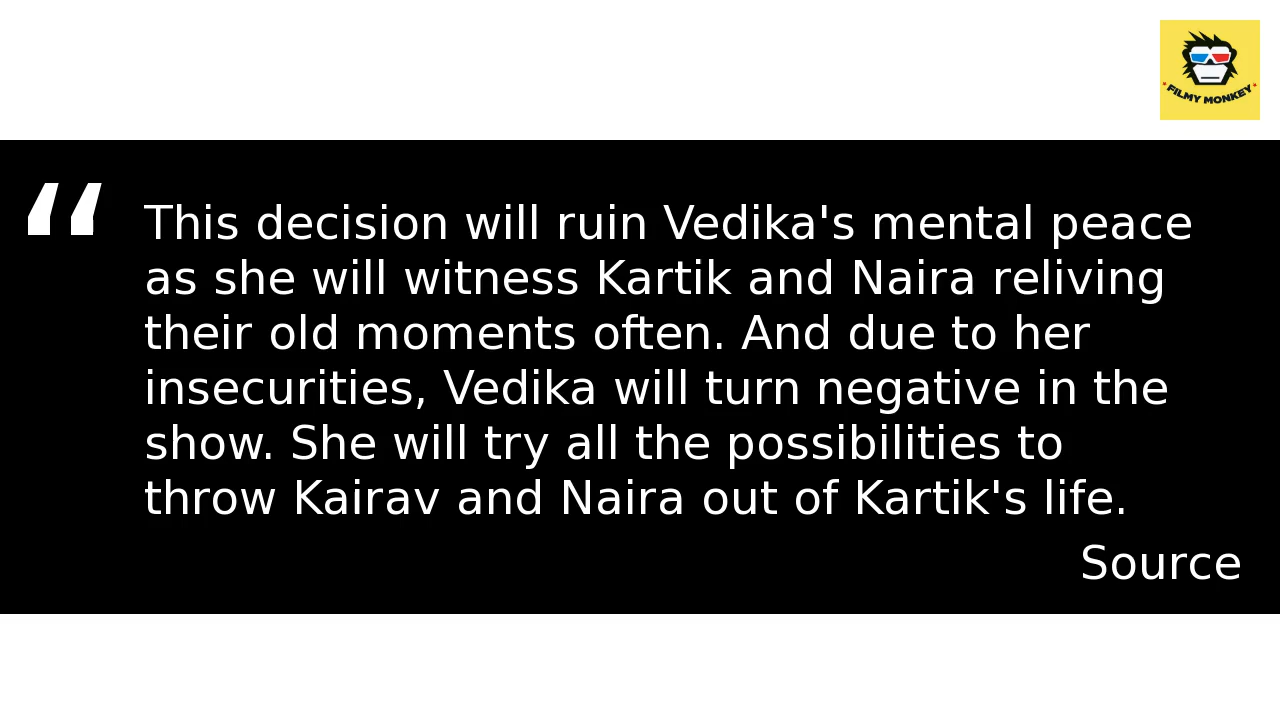 FILMY MONKEY
“
This decision will ruin Vedika's mental peace
as she will witness Kartik and Naira reliving
their old moments often. And due to her
insecurities, Vedika will turn negative in the
show. She will try all the possibilities to
throw Kairav and Naira out of Kartik's life.
Source